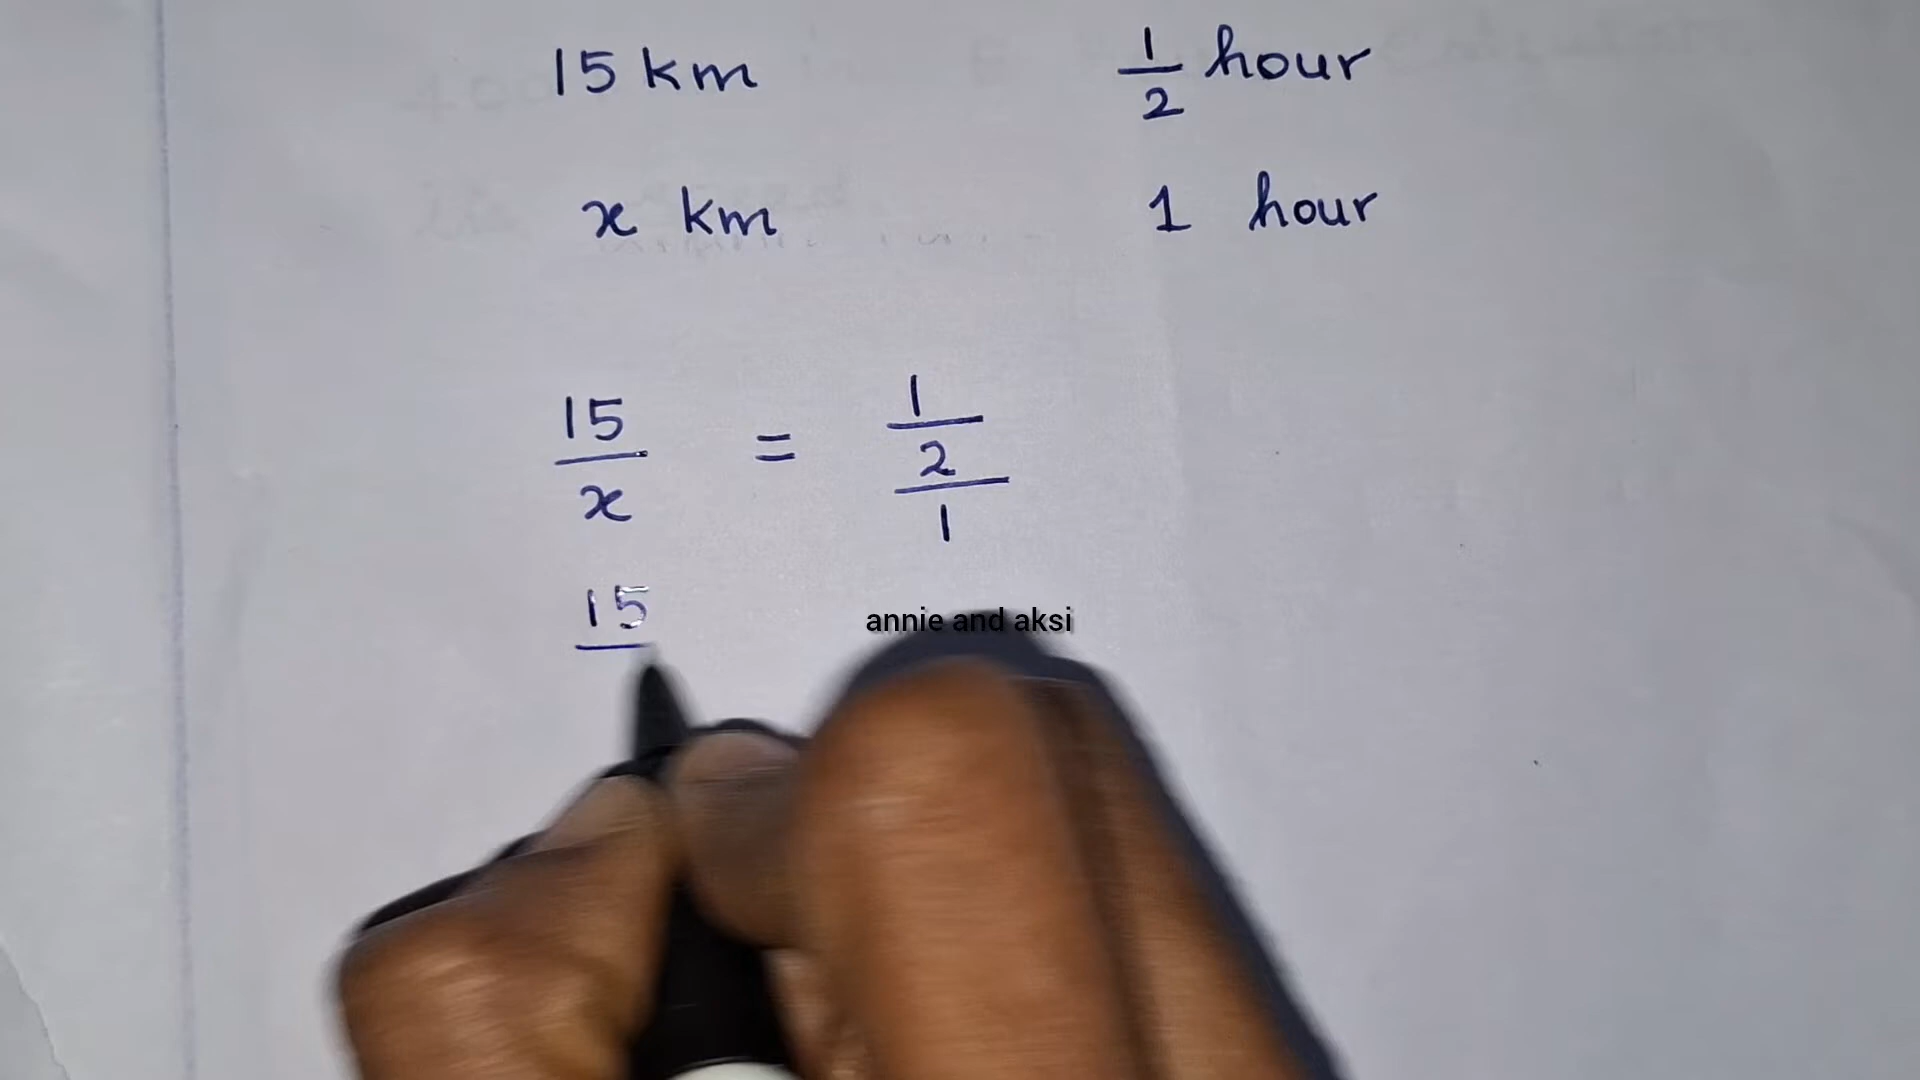 15 km 1/2 hour
x km 1 hour
15/x = 1/2/1
15
annie and aksi